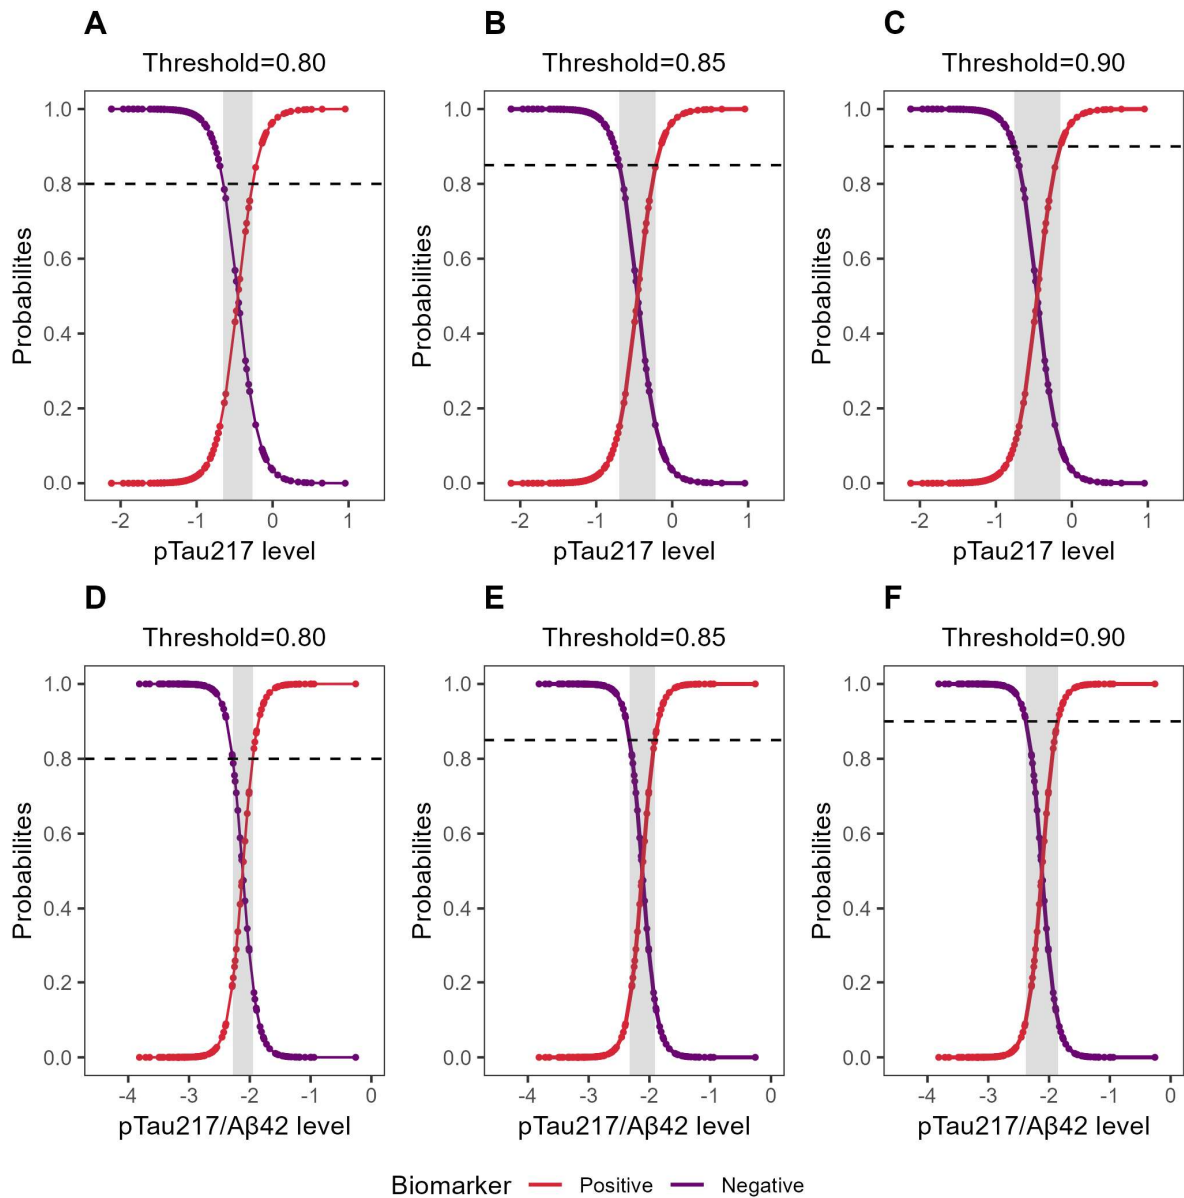 A
B
C
Threshold=0.80
Threshold=0.85
Threshold=0.90
1.0
0.8
0.6
0.4
0.2
0.0
Probabilites
-2 -1 0 1
pTau217 level
1.0
0.8
0.6
0.4
0.2
0.0
Probabilities
-2 -1 0 1
pTau217 level
1.0
0.8
0.6
0.4
0.2
0.0
Probabilites
-2 -1 0 1
pTau217 level
D
E
F
Threshold=0.80
Threshold=0.85
Threshold=0.90
1.0
0.8
0.6
0.4
0.2
0.0
Probabilites
-4 -3 -2 -1 0
pTau217/Aβ42 level
1.0
0.8
0.6
0.4
0.2
0.0
Probabilites
-4 -3 -2 -1 0
pTau217/Aβ42 level
1.0
0.8
0.6
0.4
0.2
0.0
Probabilites
-4 -3 -2 -1 0
pTau217/Aβ42 level
Biomarker Positive Negative